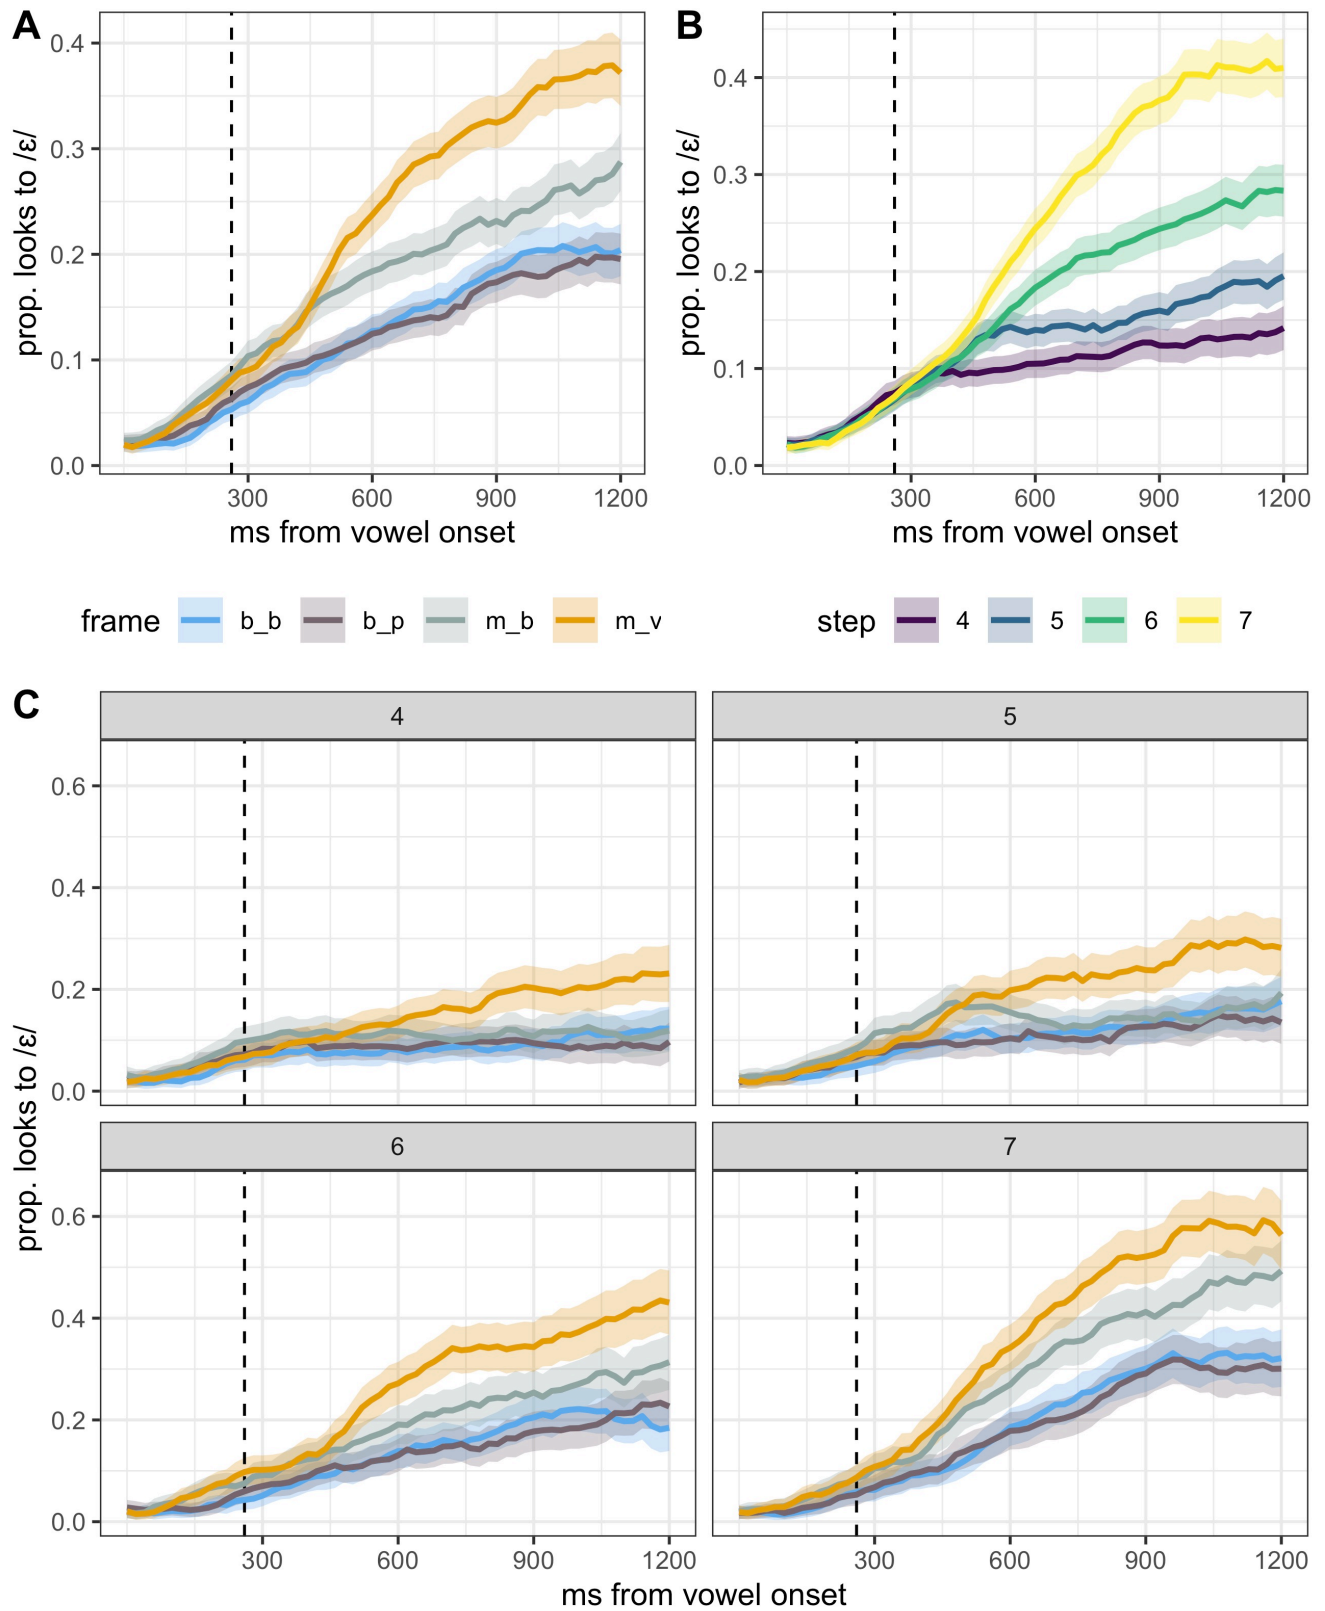 A
prop. looks to /ε/
0.4
0.3
0.2
0.1
0.0
300 600 900 1200
ms from vowel onset
B
prop. looks to /ε/
0.4
0.3
0.2
0.1
0.0
300 600 900 1200
ms from vowel onset
frame b_b b_p m_b m_v
step 4 5 6 7
C
prop. looks to /ε/
4
5
0.6
0.4
0.2
0.0
6
7
0.6
0.4
0.2
0.0
300 600 900 1200
300 600 900 1200
ms from vowel onset